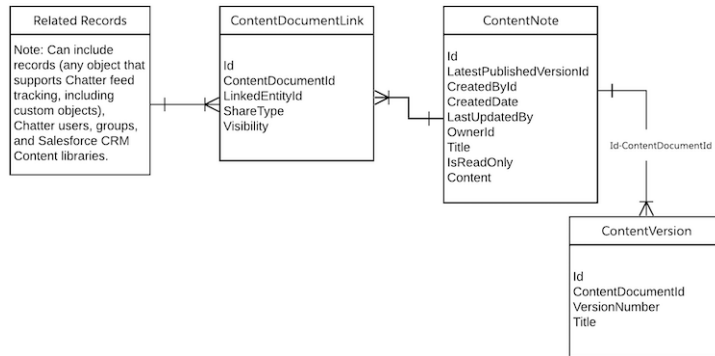 Related Records
Note: Can include
records (any object that
supports Chatter feed
tracking, including
custom objects),
Chatter users, groups,
and Salesforce CRM
Content libraries.
ContentDocumentLink
Id
ContentDocumentId
LinkedEntityId
ShareType
Visibility
ContentNote
Id
LatestPublishedVersionId
CreatedById
CreatedDate
LastUpdatedBy
OwnerId
Title
IsReadOnly
Content
Id-ContentDocumentId
ContentVersion
Id
ContentDocumentId
VersionNumber
Title